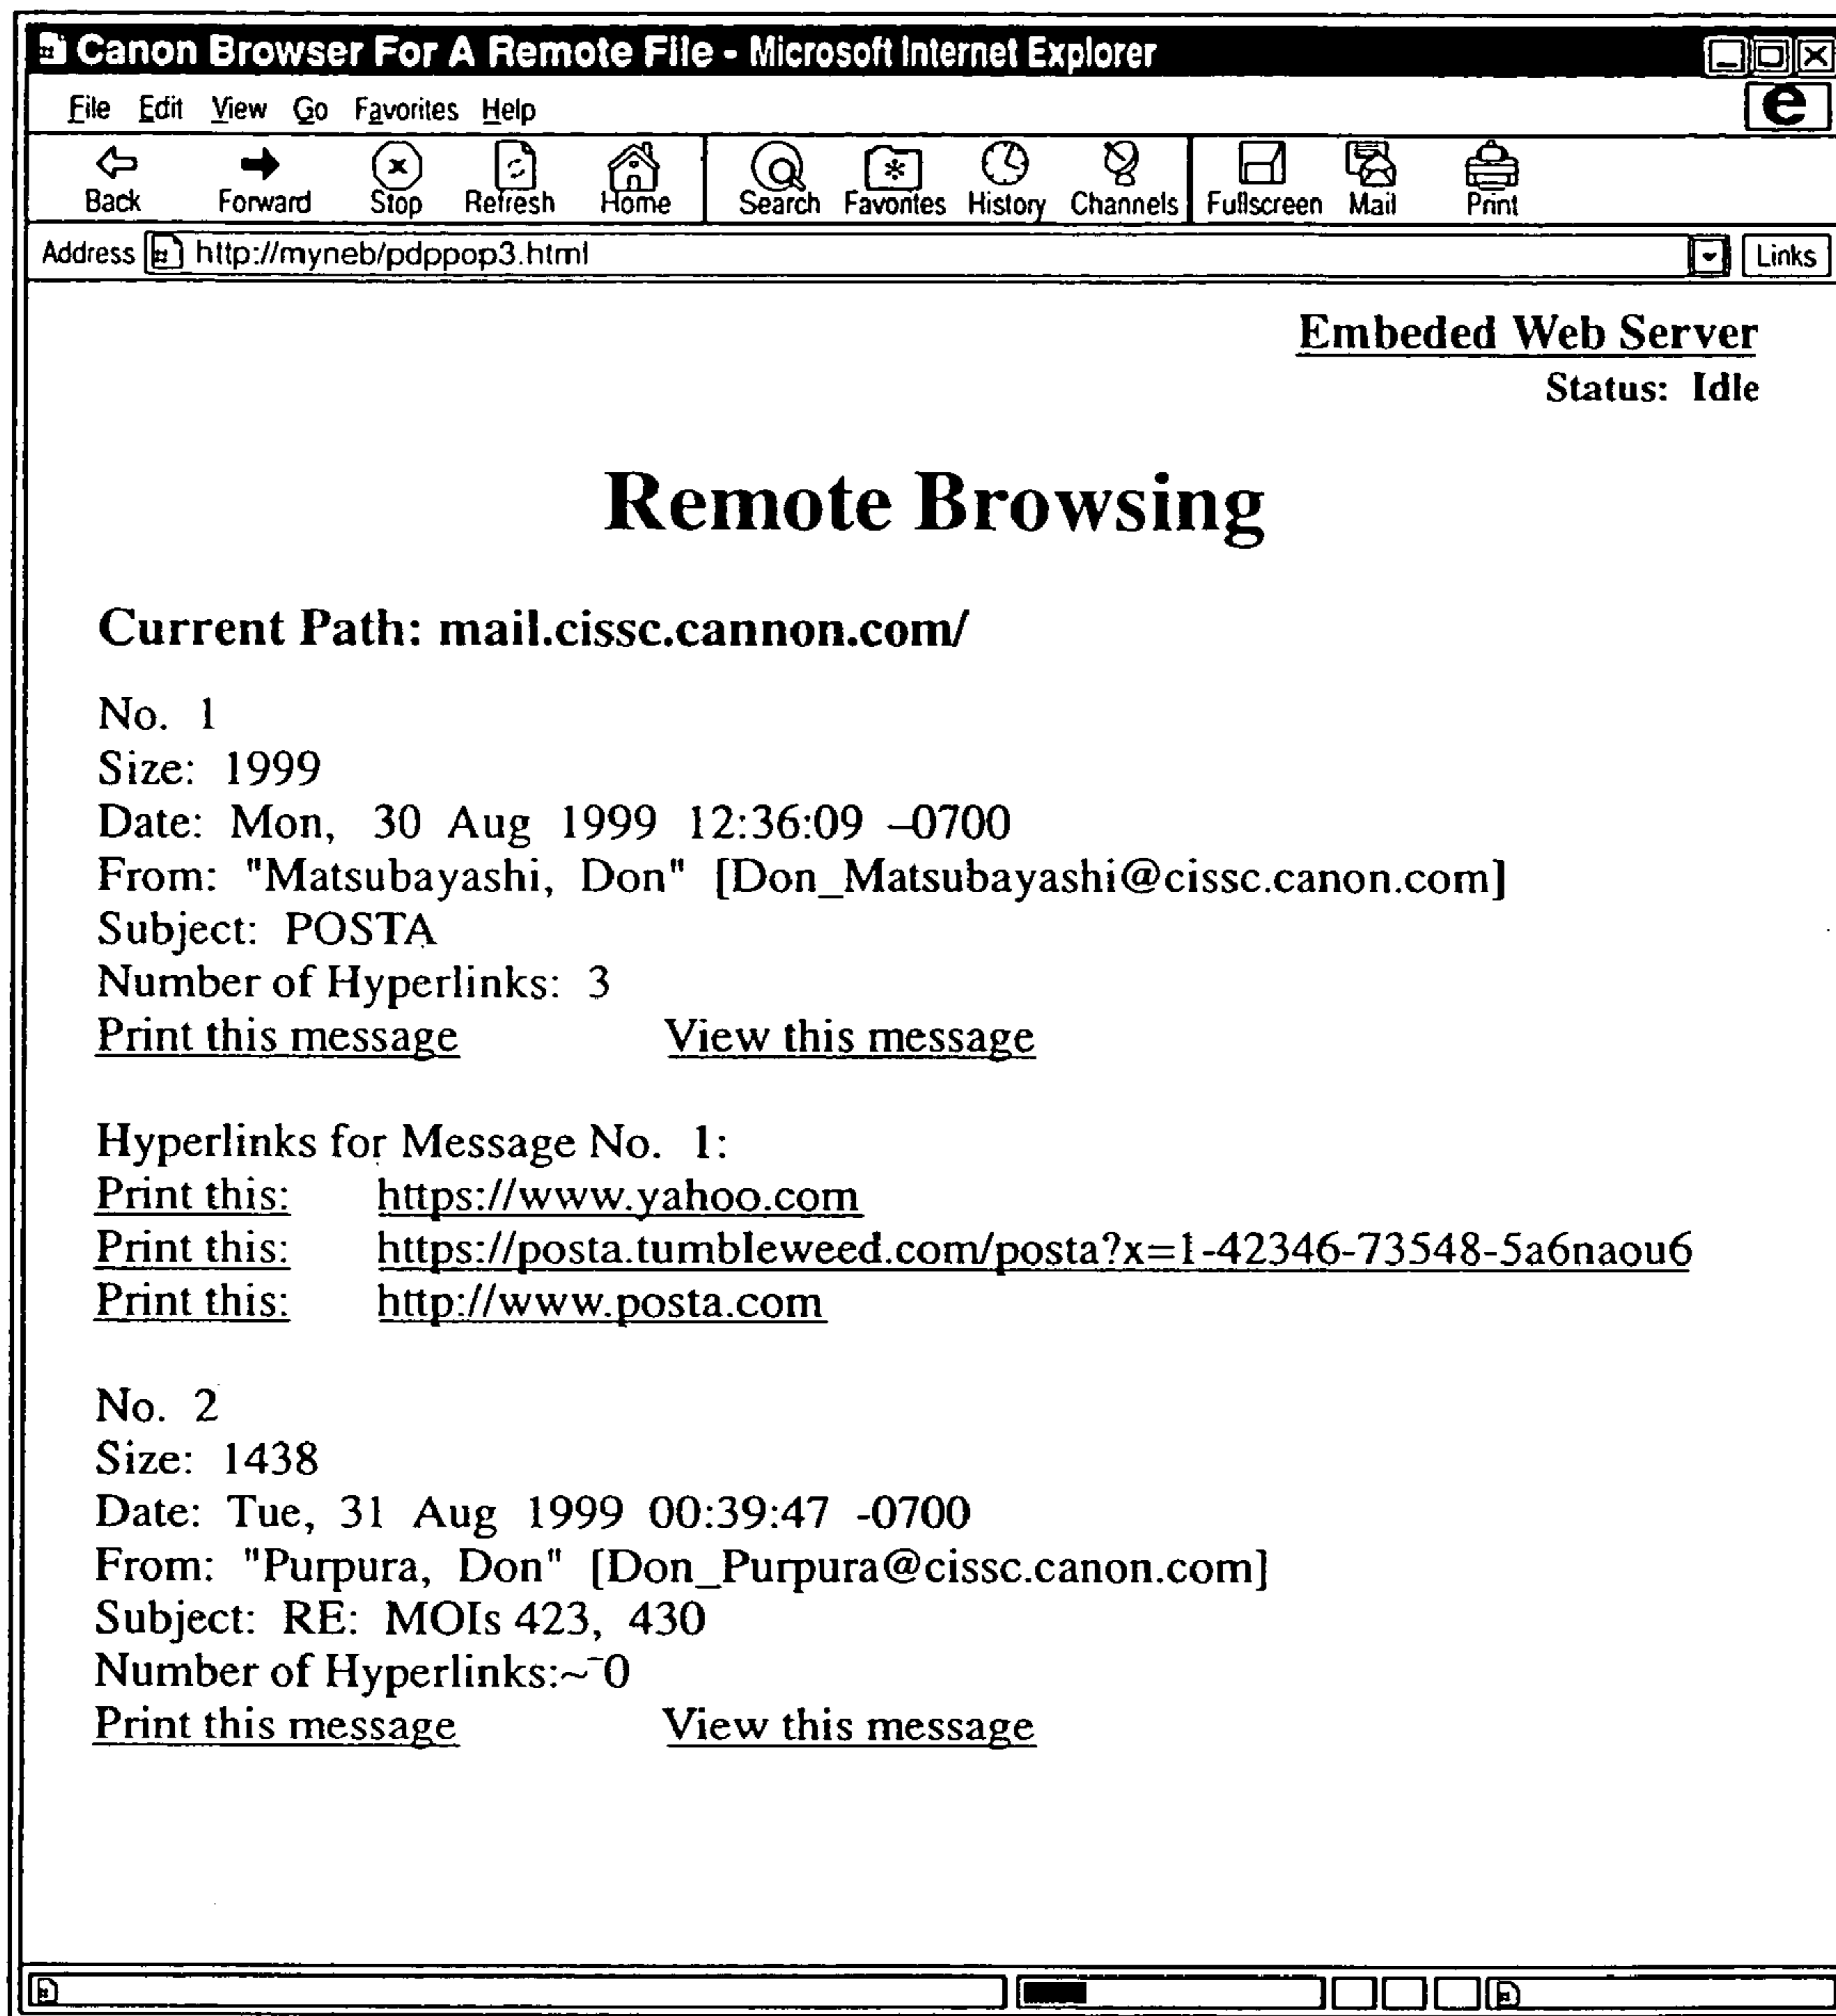 Canon Browser For A Remote File - Microsoft Internet Explorer
File Edit View Go Favorites Help
Back Forward Stop Refresh Home Search Favorites History Channels Fullscreen Mail Print
Address http://myneb/pdppop3.html Links
Embeded Web Server
Status: Idle
Remote Browsing
Current Path: mail.cissc.cannon.com/
No. 1
Size: 1999
Date: Mon, 30 Aug 1999 12:36:09 –0700
From: "Matsubayashi, Don" [Don_Matsubayashi@cissc.canon.com]
Subject: POSTA
Number of Hyperlinks: 3
Print this message View this message
Hyperlinks for Message No. 1:
Print this: https://www.yahoo.com
Print this: https://posta.tumbleweed.com/posta?x=1-42346-73548-5a6naou6
Print this: http://www.posta.com
No. 2
Size: 1438
Date: Tue, 31 Aug 1999 00:39:47 -0700
From: "Purpura, Don" [Don_Purpura@cissc.canon.com]
Subject: RE: MOIs 423, 430
Number of Hyperlinks:~¯0
Print this message View this message